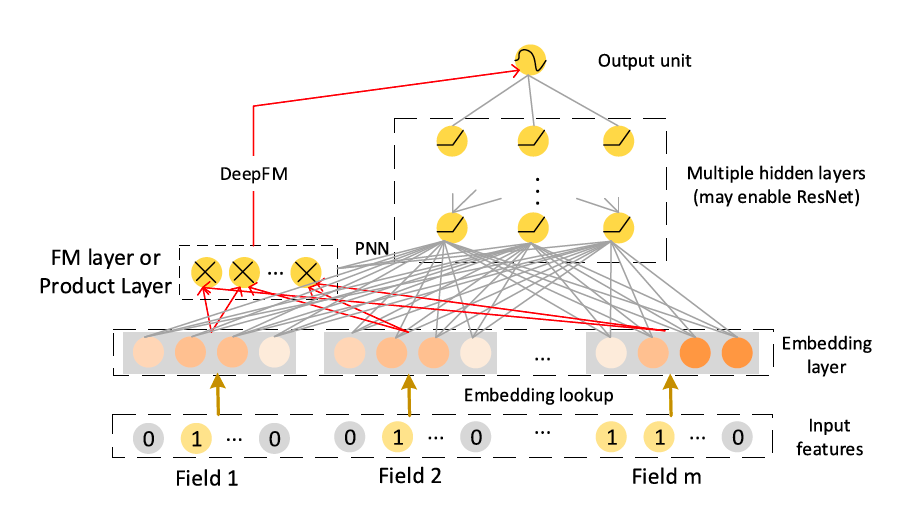 Output unit
DeepFM
Multiple hidden layers
(may enable ResNet)
PNN
FM layer or
Product Layer
...
...
Embedding
layer
Embedding lookup
0 1 ... 0
0 1 ... 0
...
1 1 ... 0
Input
features
Field 1
Field 2
Field m